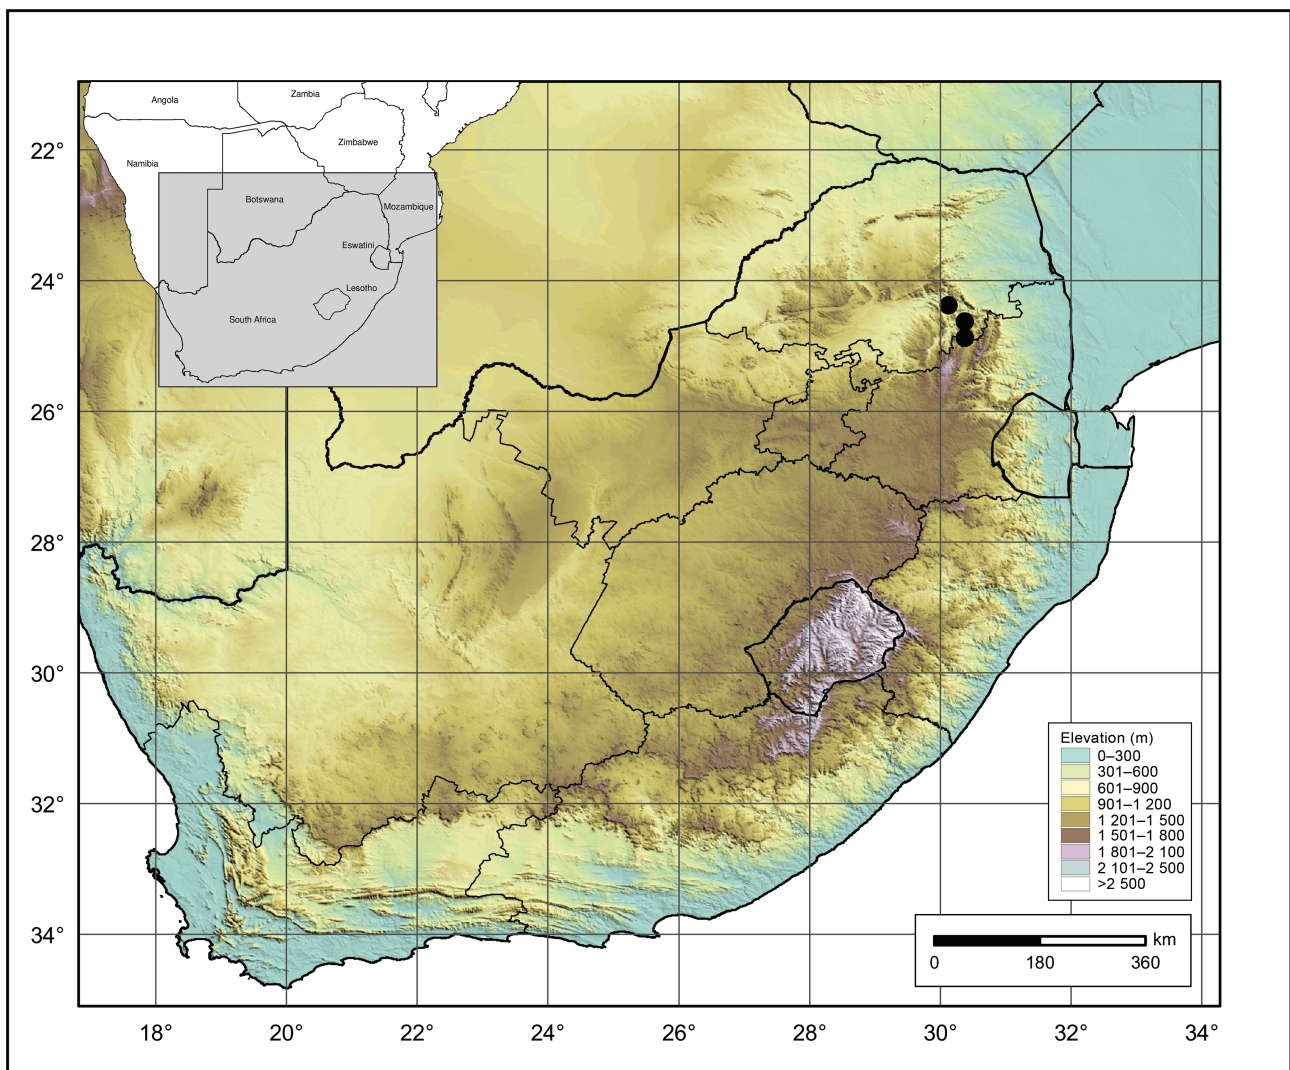 Angola
Zambia
Zimbabwe
Namibia
Botswana
Mozambique
Eswatini
Lesotho
South Africa
22°
24°
26°
28°
30°
32°
34°
Elevation (m)
0–300
301–600
601–900
901–1 200
1 201–1 500
1 501–1 800
1 801–2 100
2 101–2 500
>2 500
km
0 180 360
18° 20° 22° 24° 26° 28° 30° 32° 34°